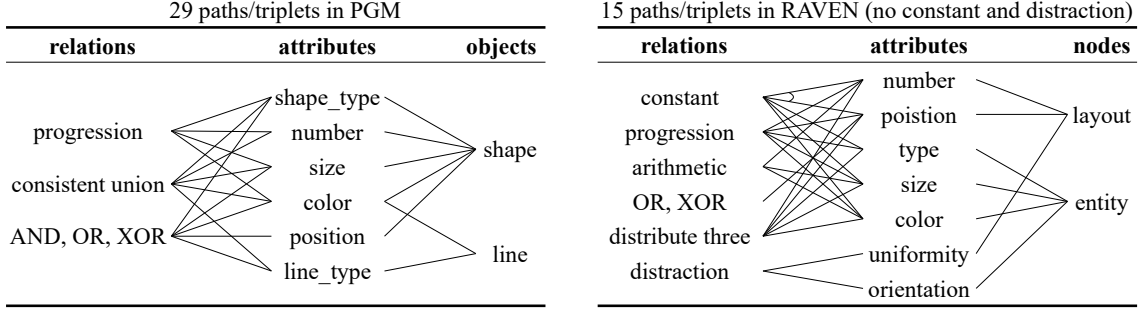 29 paths/triplets in PGM
relations attributes objects
shape_type
progression
number
shape
size
consistent union
color
AND, OR, XOR
position
line
line_type
15 paths/triplets in RAVEN (no constant and distraction)
relations attributes nodes
number
constant
poistion
layout
progression
type
arithmetic
size
OR, XOR
entity
color
distribute three
uniformity
distraction
orientation